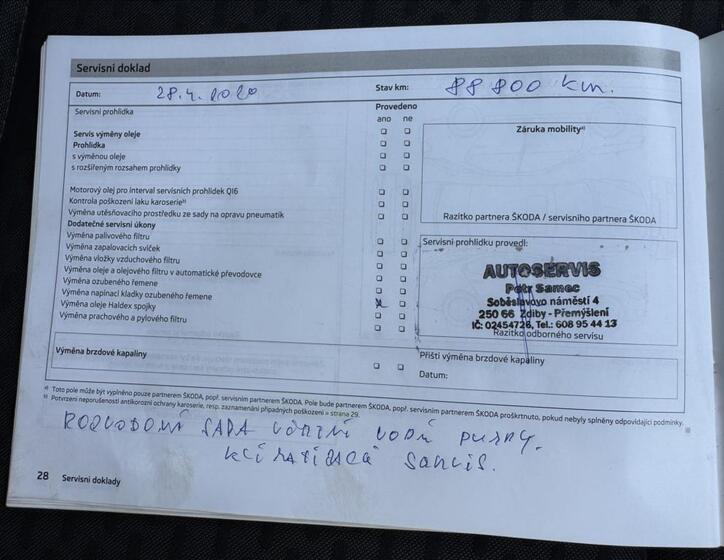 Servisní doklad
Datum: 28.4.2020 Stav km: 88 800 km.
Servisní prohlídka Provedeno
ano ne
Servis výměny oleje
Prohlídka
s výměnou oleje
s rozšířeným rozsahem prohlídky
Motorový olej pro interval servisních prohlídek QI6
Kontrola poškození laku karoserie b)
Výměna utěsňovacího prostředku ze sady na opravu pneumatik
Dodatečné servisní úkony
Výměna palivového filtru
Výměna zapalovacích svíček
Výměna vložky vzduchového filtru
Výměna oleje a olejového filtru v automatické převodovce
Výměna ozubeného řemene
Výměna napínací kladky ozubeného řemene
Výměna oleje Haldex spojky
Výměna prachového a pylového filtru
Záruka mobility a)
Razítko partnera ŠKODA / servisního partnera ŠKODA
Servisní prohlídku provedl:
AUTOSERVIS
Petr Samec
Soběslavovo náměstí 4
250 66 Zdiby - Přemyšlení
IČ: 02454726, Tel.: 608 95 44 13
Razítko odborného servisu
Výměna brzdové kapaliny
Příští výměna brzdové kapaliny
Datum:
a) Toto pole může být vyplněno pouze partnerem ŠKODA, popř. servisním partnerem ŠKODA. Pole bude partnerem ŠKODA, popř. servisním partnerem ŠKODA proškrtnuto, pokud nebyly splněny odpovídající podmínky.
b) Potvrzení neporušenosti antikorozní ochrany karoserie, resp. zaznamenání případných poškození » strana 29.
ROZVODOVÁ SADA VČETNĚ VODNÍ PUMPY.
28 Servisní doklady